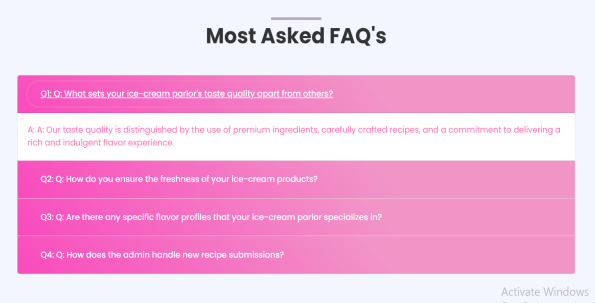 Most Asked FAQ's
Q1: Q: What sets your ice-cream parlor's taste quality apart from others?
A: A: Our taste quality is distinguished by the use of premium ingredients, carefully crafted recipes, and a commitment to delivering a
rich and indulgent flavor experience.
Q2: Q: How do you ensure the freshness of your ice-cream products?
Q3: Q: Are there any specific flavor profiles that your ice-cream parlor specializes in?
Q4: Q: How does the admin handle new recipe submissions?
Activate Windows